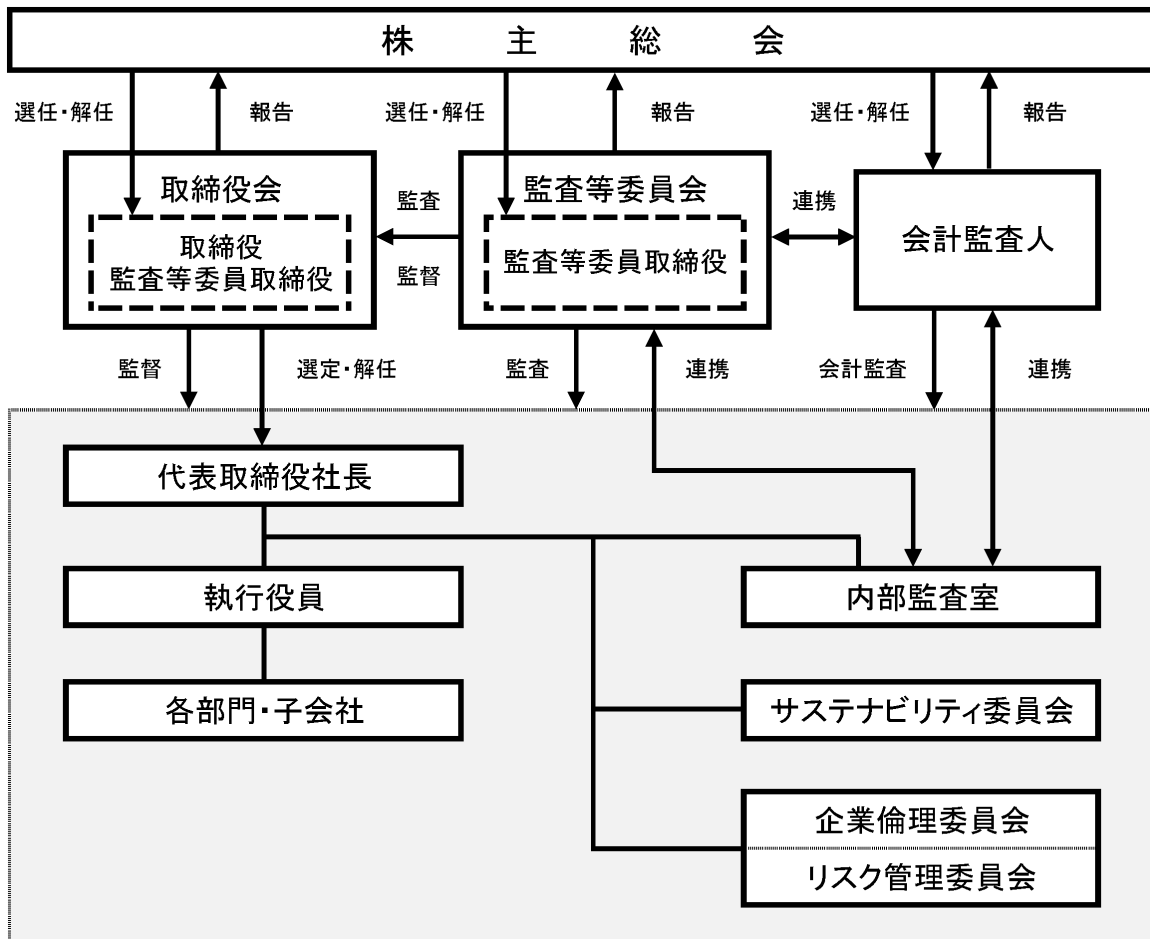 株主総会
選任・解任
報告
選任・解任
報告
選任・解任
報告
取締役会
取締役
監査等委員取締役
監査
監督
監査等委員会
監査等委員取締役
連携
会計監査人
監督
選定・解任
監査
連携
会計監査
連携
代表取締役社長
執行役員
内部監査室
各部門・子会社
サステナビリティ委員会
企業倫理委員会
リスク管理委員会